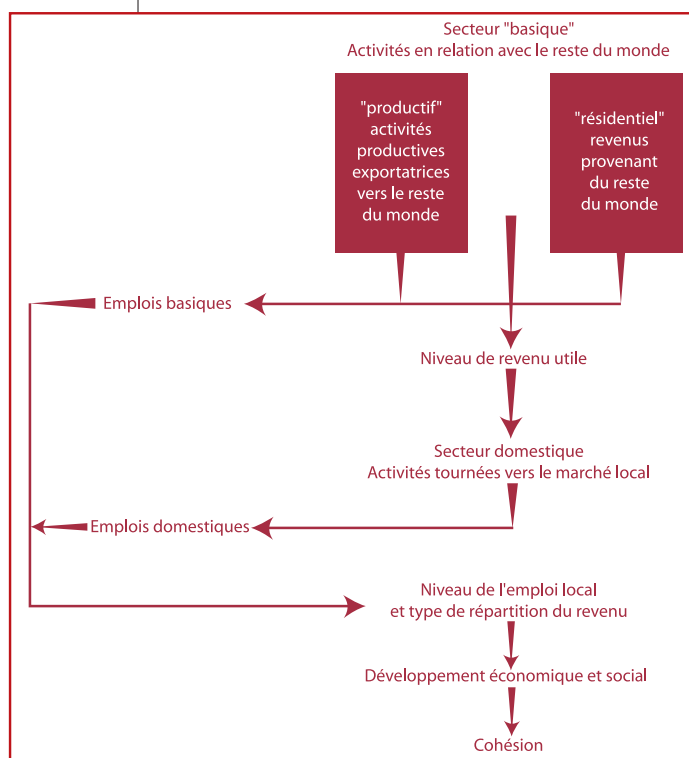 Secteur "basique"
Activités en relation avec le reste du monde
"productif"
activités
productives
exportatrices
vers le reste
du monde
"résidentiel"
revenus
provenant
du reste
du monde
Emplois basiques
Niveau de revenu utile
Secteur domestique
Activités tournées vers le marché local
Emplois domestiques
Niveau de l'emploi local
et type de répartition du revenu
Développement économique et social
Cohésion